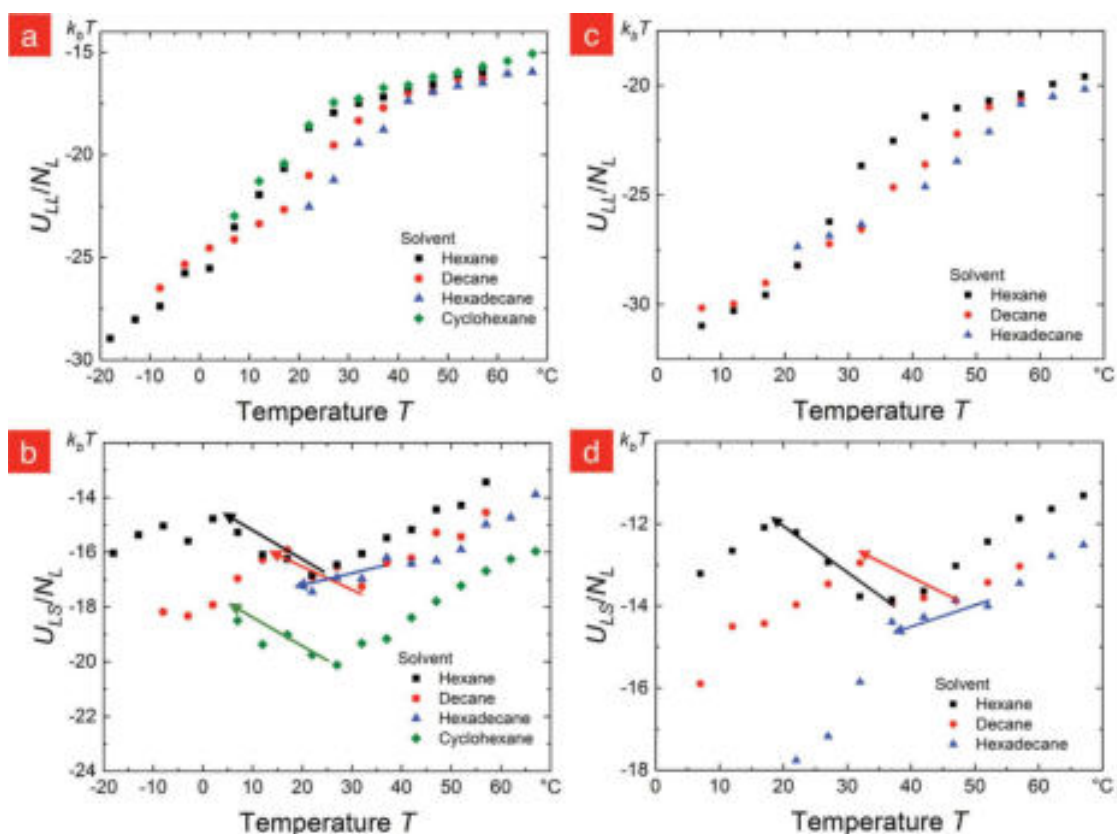 a
k_bT
-15
-20
-25
-30
U_LL/N_L
Solvent
Hexane
Decane
Hexadecane
Cyclohexane
-20 -10 0 10 20 30 40 50 60 °C
Temperature T
c
k_bT
-20
-25
-30
U_LL/N_L
Solvent
Hexane
Decane
Hexadecane
0 10 20 30 40 50 60 °C
Temperature T
b
k_bT
-14
-16
-18
-20
-22
-24
U_LS/N_L
Solvent
Hexane
Decane
Hexadecane
Cyclohexane
-20 -10 0 10 20 30 40 50 60 °C
Temperature T
d
k_bT
-12
-14
-16
-18
U_LS/N_L
Solvent
Hexane
Decane
Hexadecane
0 10 20 30 40 50 60 °C
Temperature T